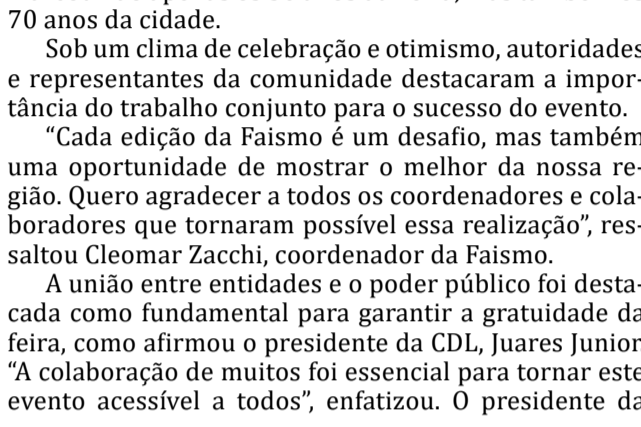 70 anos da cidade.
Sob um clima de celebração e otimismo, autoridades
e representantes da comunidade destacaram a impor-
tância do trabalho conjunto para o sucesso do evento.
“Cada edição da Faismo é um desafio, mas também
uma oportunidade de mostrar o melhor da nossa re-
gião. Quero agradecer a todos os coordenadores e cola-
boradores que tornaram possível essa realização”, res-
saltou Cleomar Zacchi, coordenador da Faismo.
A união entre entidades e o poder público foi desta-
cada como fundamental para garantir a gratuidade da
feira, como afirmou o presidente da CDL, Juares Junior
“A colaboração de muitos foi essencial para tornar este
evento acessível a todos”, enfatizou. O presidente da